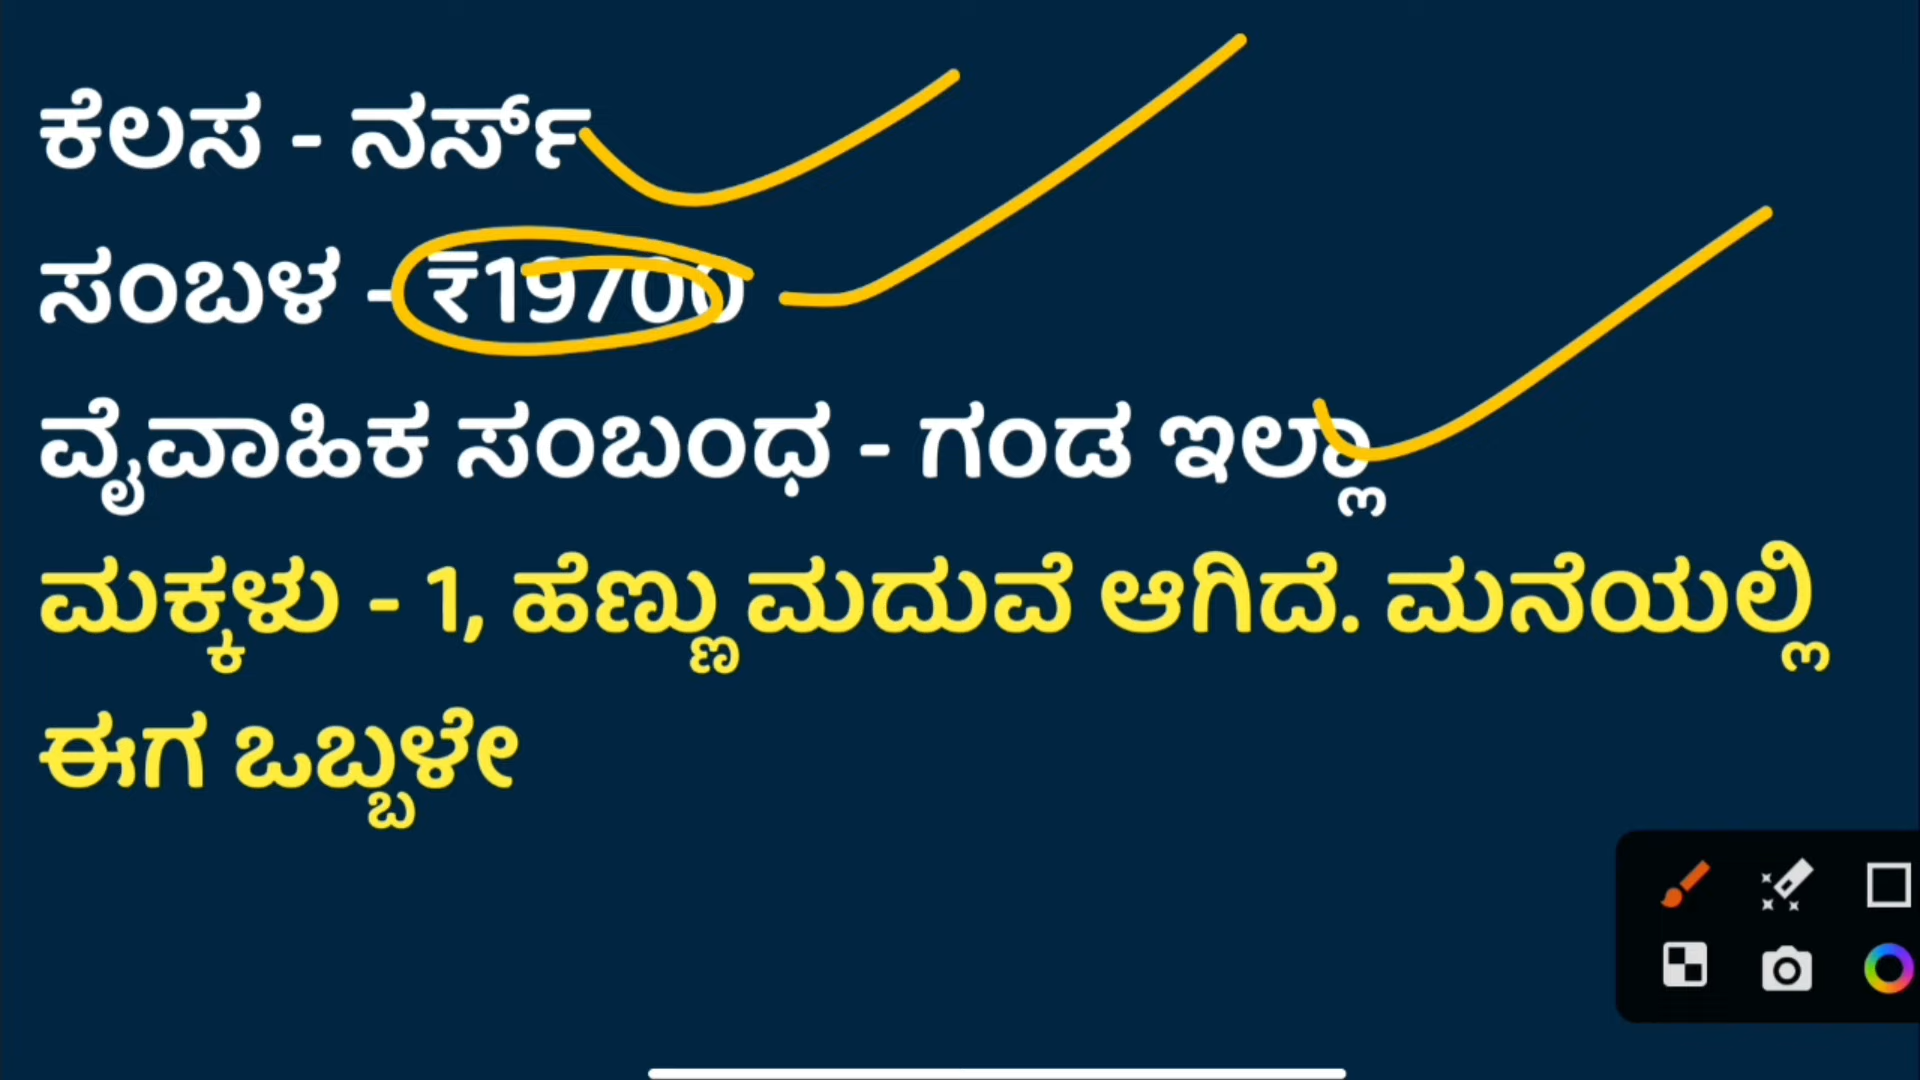 ಕೆಲಸ - ನರ್ಸ್
ಸಂಬಳ - ₹19700
ವೈವಾಹಿಕ ಸಂಬಂಧ - ಗಂಡ ಇಲ್ಲಾ
ಮಕ್ಕಳು - 1, ಹೆಣ್ಣು ಮದುವೆ ಆಗಿದೆ. ಮನೆಯಲ್ಲಿ
ಈಗ ಒಬ್ಬಳೇ